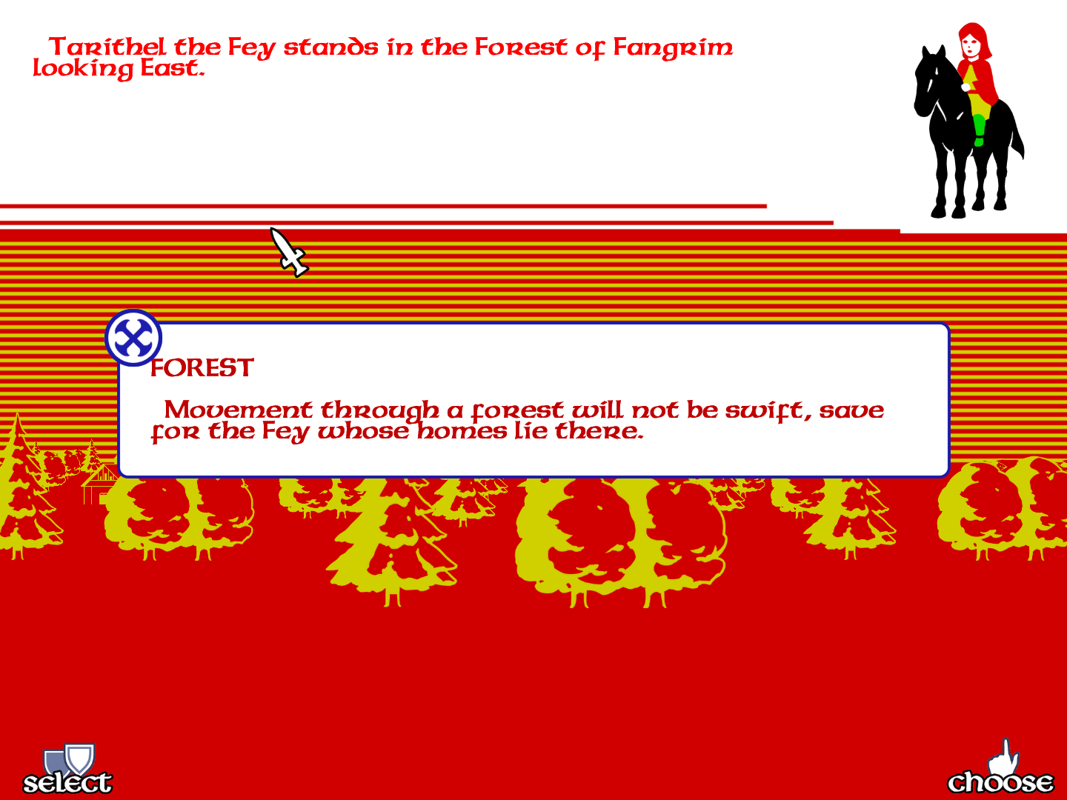 Tarithel the Fey stands in the Forest of Fangrim
looking East.
FOREST
Movement through a forest will not be swift, save
for the Fey whose homes lie there.
select
choose